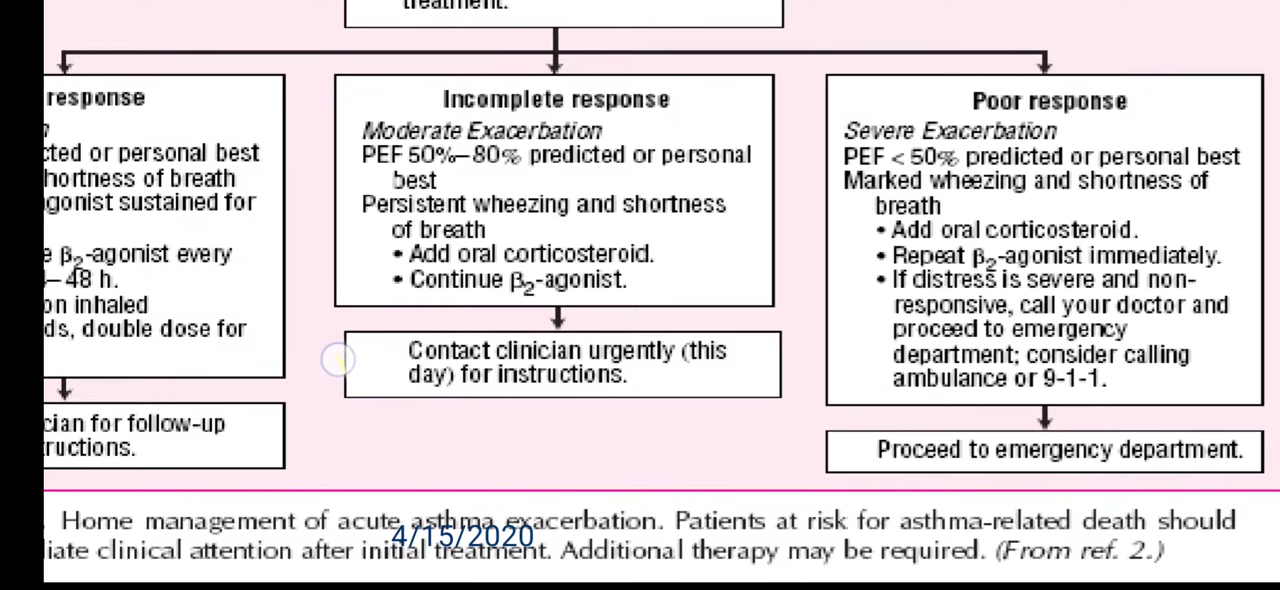 treatment.
response
cted or personal best
hortness of breath
gonist sustained for
e β2-agonist every
– 48 h.
on inhaled
ds, double dose for
cian for follow-up
tructions.
Incomplete response
Moderate Exacerbation
PEF 50%–80% predicted or personal
best
Persistent wheezing and shortness
of breath
• Add oral corticosteroid.
• Continue β2-agonist.
Contact clinician urgently (this
day) for instructions.
Poor response
Severe Exacerbation
PEF < 50% predicted or personal best
Marked wheezing and shortness of
breath
• Add oral corticosteroid.
• Repeat β2-agonist immediately.
• If distress is severe and non-
responsive, call your doctor and
proceed to emergency
department; consider calling
ambulance or 9-1-1.
Proceed to emergency department.
Home management of acute asthma exacerbation. Patients at risk for asthma-related death should
4/15/2020
liate clinical attention after initial treatment. Additional therapy may be required. (From ref. 2.)